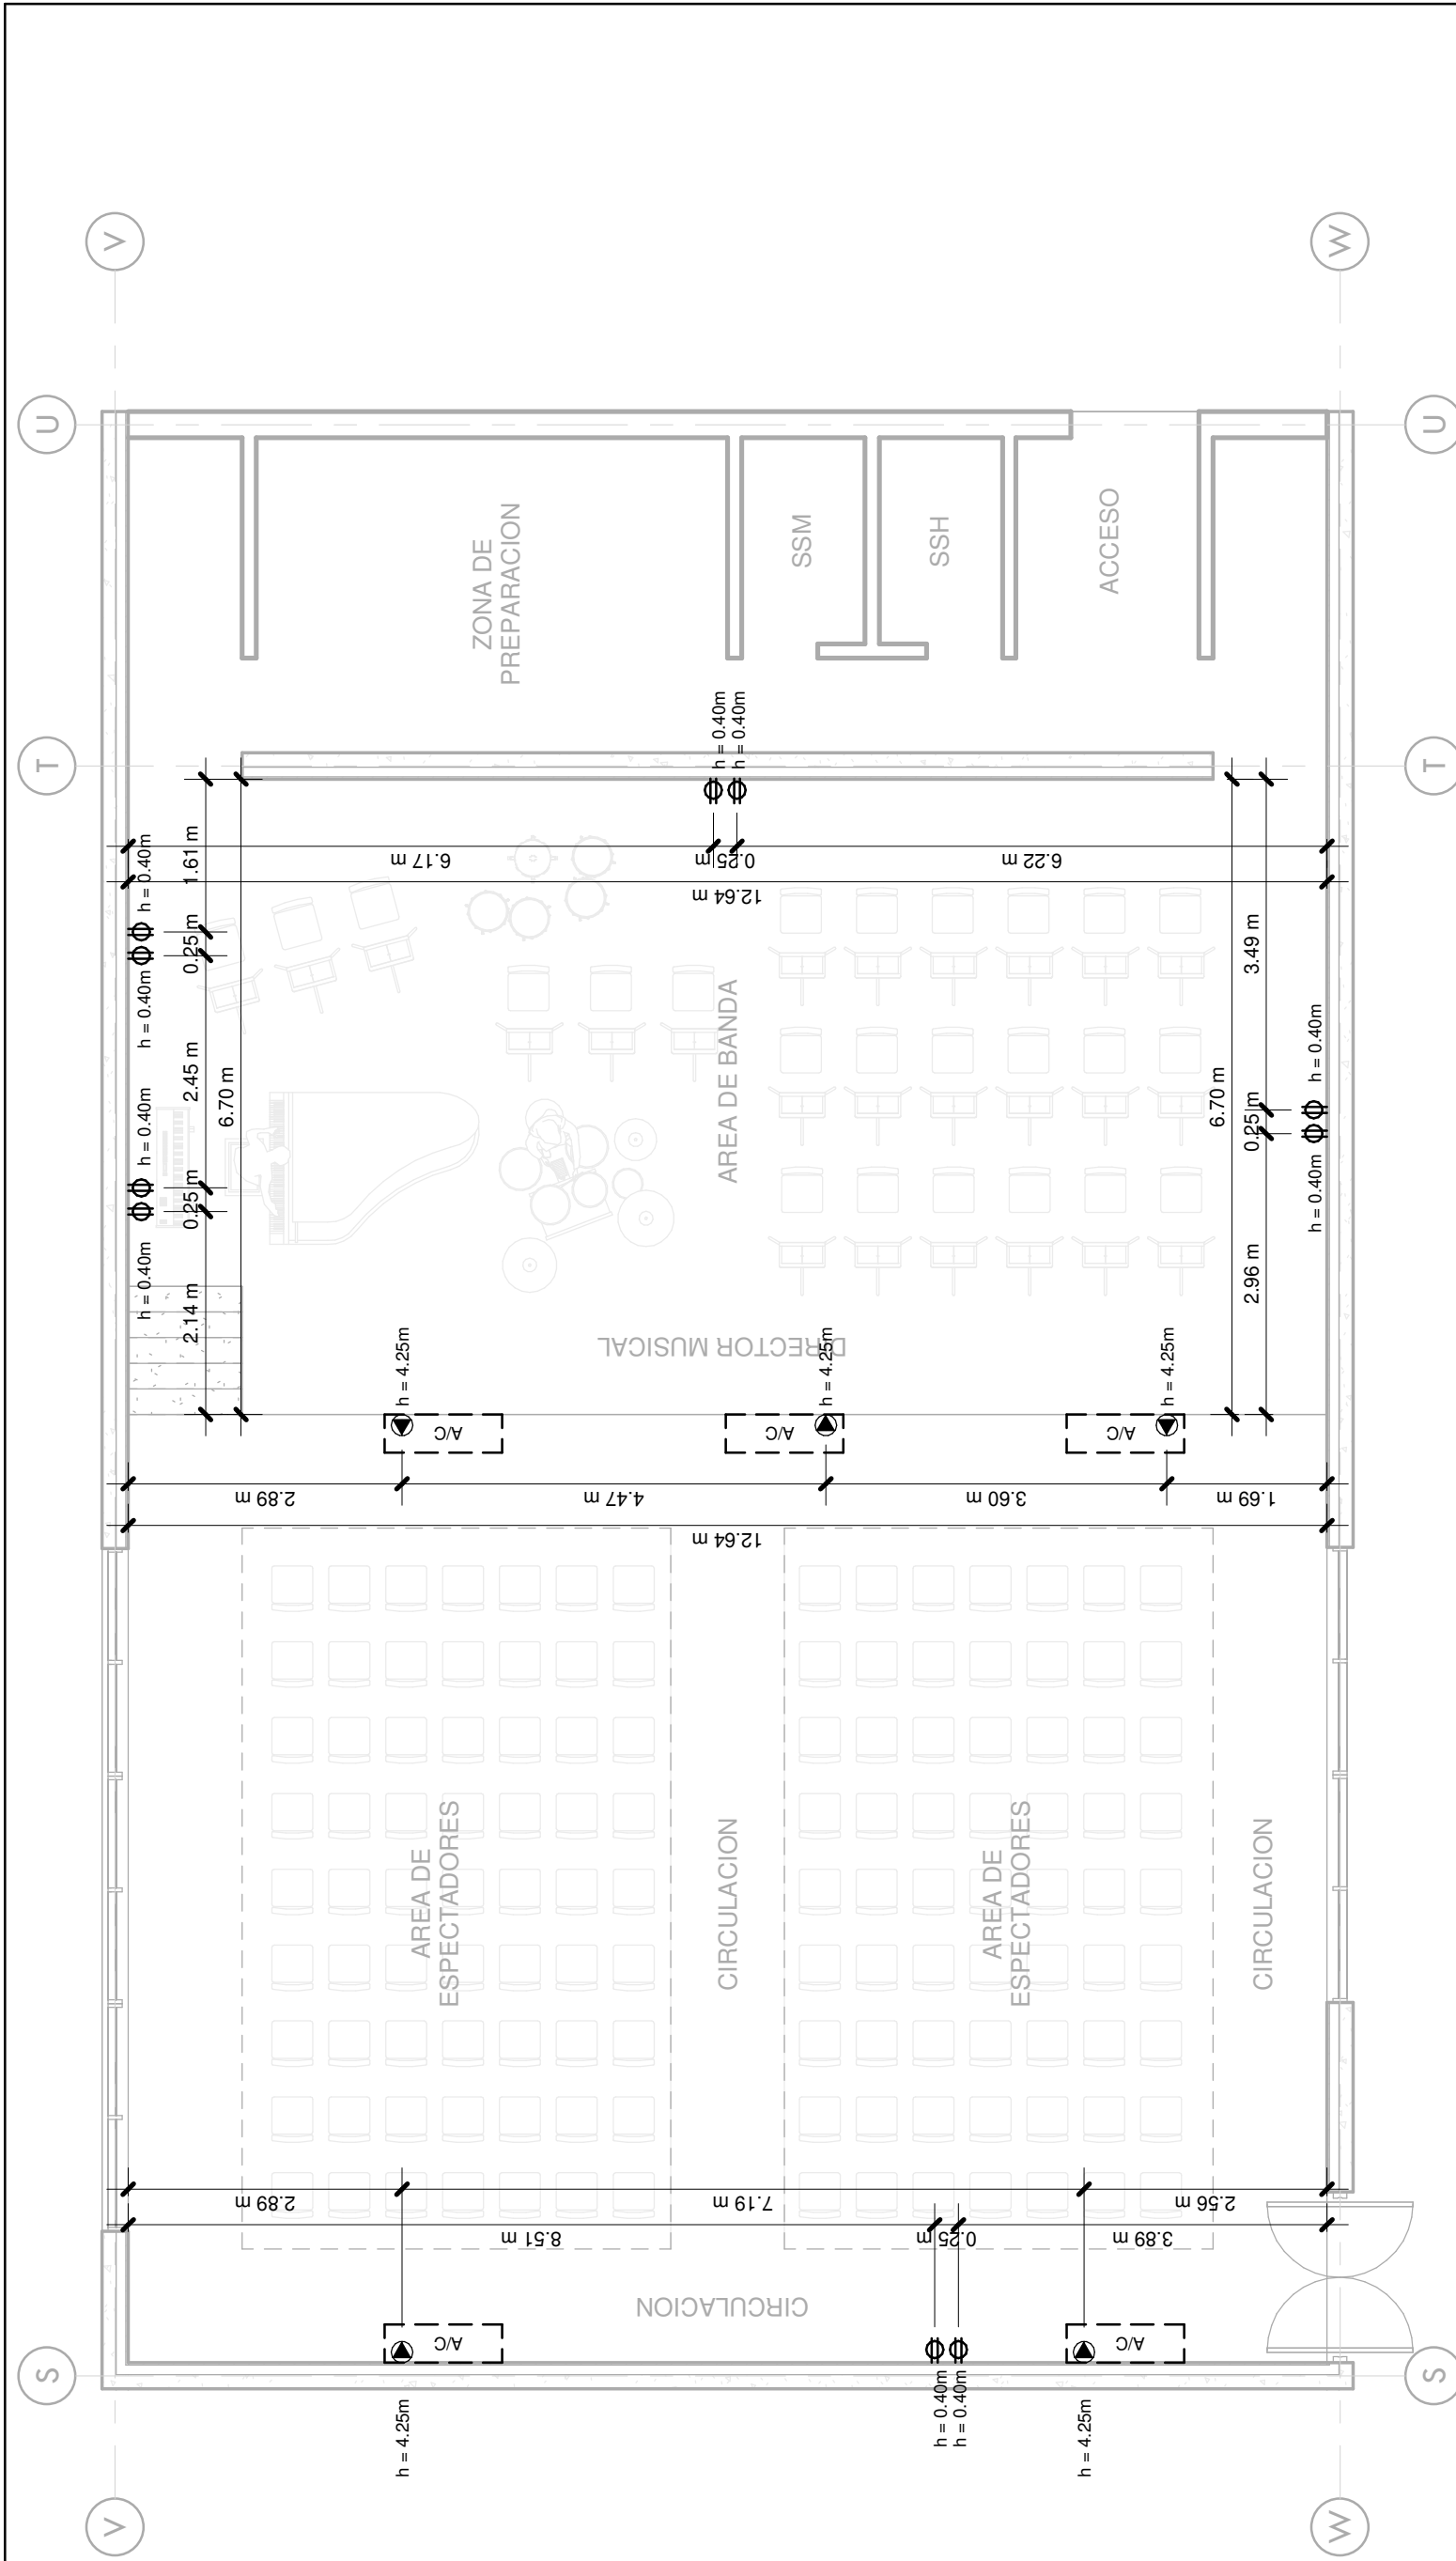 V
W
U
U
T
T
ZONA DE
PREPARACION
SSM
SSH
ACCESO
h = 0.40m
h = 0.40m
h = 0.40m
1.61 m
6.17 m
0.25 m
6.22 m
12.64 m
h = 0.40m
0.25 m
2.45 m
6.70 m
h = 0.40m
0.25 m
h = 0.40m
2.14 m
AREA DE BANDA
3.49 m
6.70 m
0.25 m
h = 0.40m
h = 0.40m
2.96 m
DIRECTOR MUSICAL
h = 4.25m
h = 4.25m
h = 4.25m
A/C
A/C
A/C
2.89 m
4.47 m
3.60 m
1.69 m
12.64 m
AREA DE
ESPECTADORES
CIRCULACION
AREA DE
ESPECTADORES
CIRCULACION
2.89 m
7.19 m
2.56 m
8.51 m
0.25 m
3.89 m
CIRCULACION
A/C
A/C
S
S
h = 4.25m
h = 0.40m
h = 0.40m
h = 4.25m
V
W